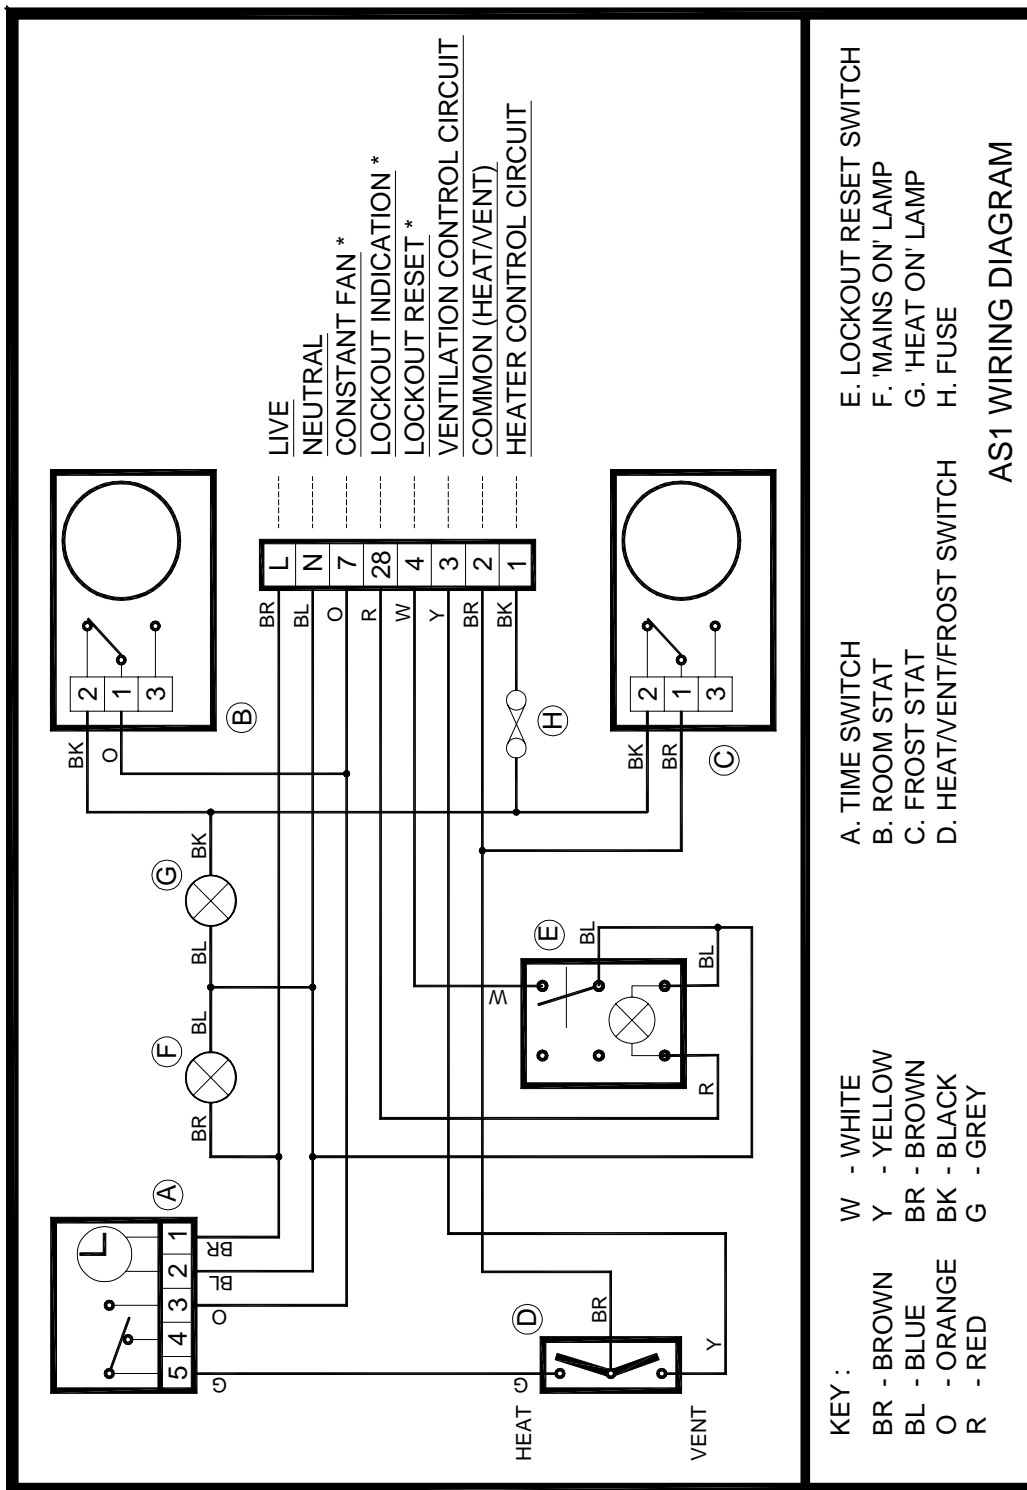 A
L
1
2
3
4
5
BR
BL
O
G
F
BR
BL
G
BL
BK
B
2
1
3
BK
O
L
N
7
28
4
3
2
1
BR
BL
O
R
W
Y
BR
BK
LIVE
NEUTRAL
CONSTANT FAN *
LOCKOUT INDICATION *
LOCKOUT RESET *
VENTILATION CONTROL CIRCUIT
COMMON (HEAT/VENT)
HEATER CONTROL CIRCUIT
H
C
2
1
3
BK
BR
E
W
BL
BL
R
D
HEAT
G
BR
VENT
Y
KEY :
BR - BROWN
BL - BLUE
O - ORANGE
R - RED
W - WHITE
Y - YELLOW
BR - BROWN
BK - BLACK
G - GREY
A. TIME SWITCH
B. ROOM STAT
C. FROST STAT
D. HEAT/VENT/FROST SWITCH
E. LOCKOUT RESET SWITCH
F. 'MAINS ON' LAMP
G. 'HEAT ON' LAMP
H. FUSE
AS1 WIRING DIAGRAM